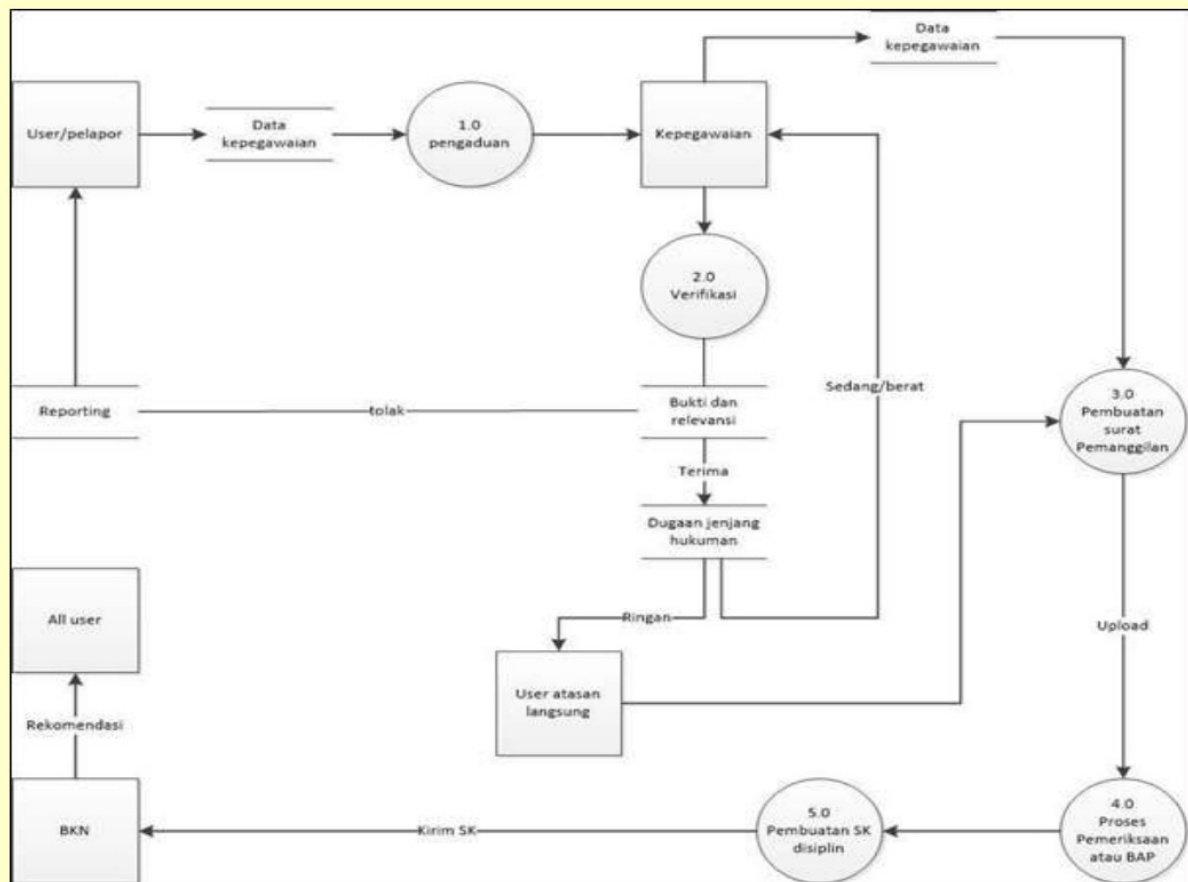 Data
kepegawaian
User/pelapor
Data
kepegawaian
1.0
pengaduan
Kepegawaian
2.0
Verifikasi
Sedang/berat
Reporting
tolak
Bukti dan
relevansi
3.0
Pembuatan
surat
Pemanggilan
Terima
Dugaan jenjang
hukuman
All user
Ringan
Upload
User atasan
langsung
Rekomendasi
BKN
Kirim SK
5.0
Pembuatan SK
disiplin
4.0
Proses
Pemeriksaan
atau BAP